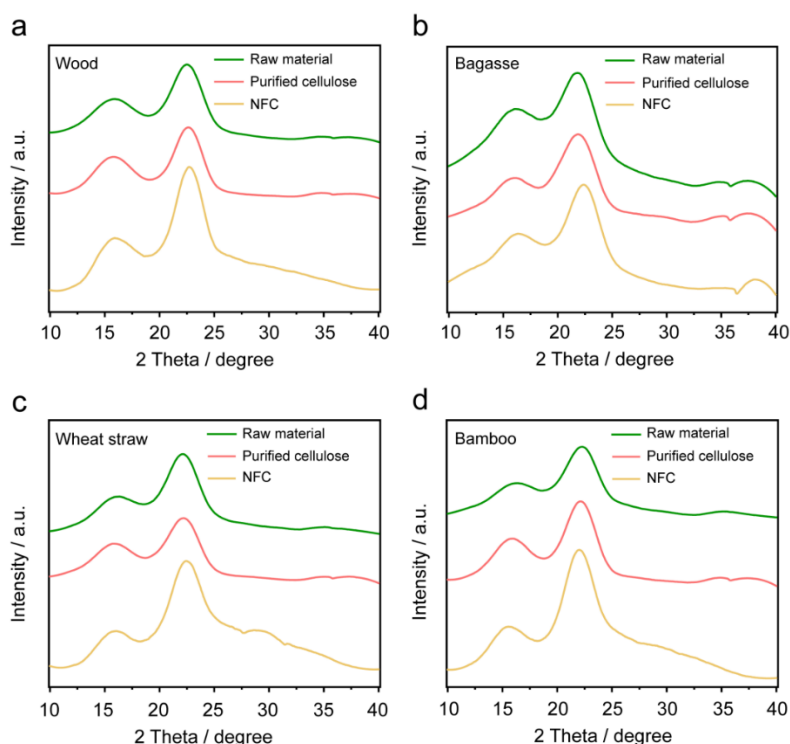 a
Wood
Raw material
Purified cellulose
NFC
Intensity / a.u.
10 15 20 25 30 35 40
2 Theta / degree
b
Bagasse
Raw material
Purified cellulose
NFC
Intensity / a.u.
10 15 20 25 30 35 40
2 Theta / degree
c
Wheat straw
Raw material
Purified cellulose
NFC
Intensity / a.u.
10 15 20 25 30 35 40
2 Theta / degree
d
Bamboo
Raw material
Purified cellulose
NFC
Intensity / a.u.
10 15 20 25 30 35 40
2 Theta / degree